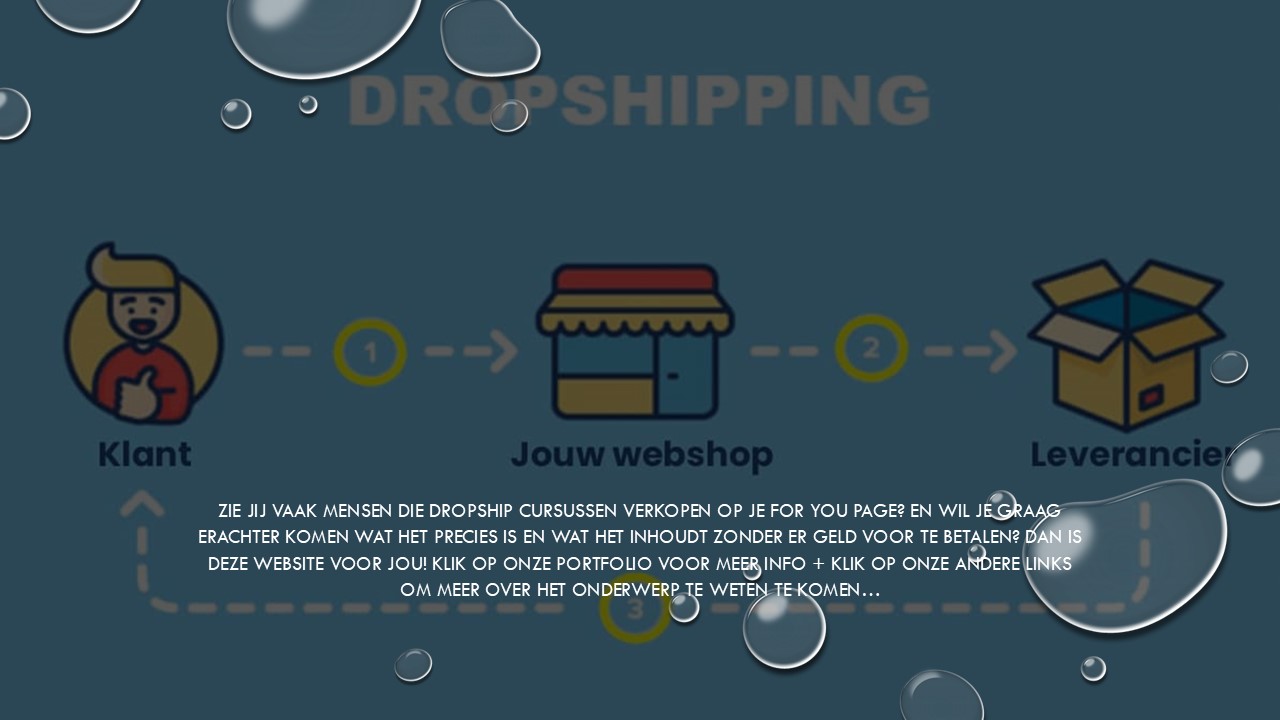 DROPSHIPPING
1
2
Klant
Jouw webshop
Leverancier
ZIE JIJ VAAK MENSEN DIE DROPSHIP CURSUSSEN VERKOPEN OP JE FOR YOU PAGE? EN WIL JE GRAAG
ERACHTER KOMEN WAT HET PRECIES IS EN WAT HET INHOUDT ZONDER ER GELD VOOR TE BETALEN? DAN IS
DEZE WEBSITE VOOR JOU! KLIK OP ONZE PORTFOLIO VOOR MEER INFO + KLIK OP ONZE ANDERE LINKS
OM MEER OVER HET ONDERWERP TE WETEN TE KOMEN...
3